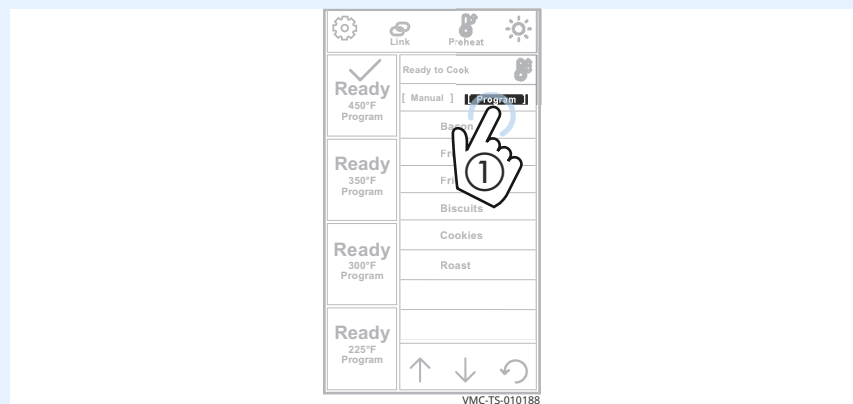 Link
Preheat
Ready
450°F
Program
Ready
350°F
Program
Ready
300°F
Program
Ready
225°F
Program
Ready to Cook
[ Manual ] [ Program ]
Biscuits
Cookies
Roast
1
VMC-TS-010188